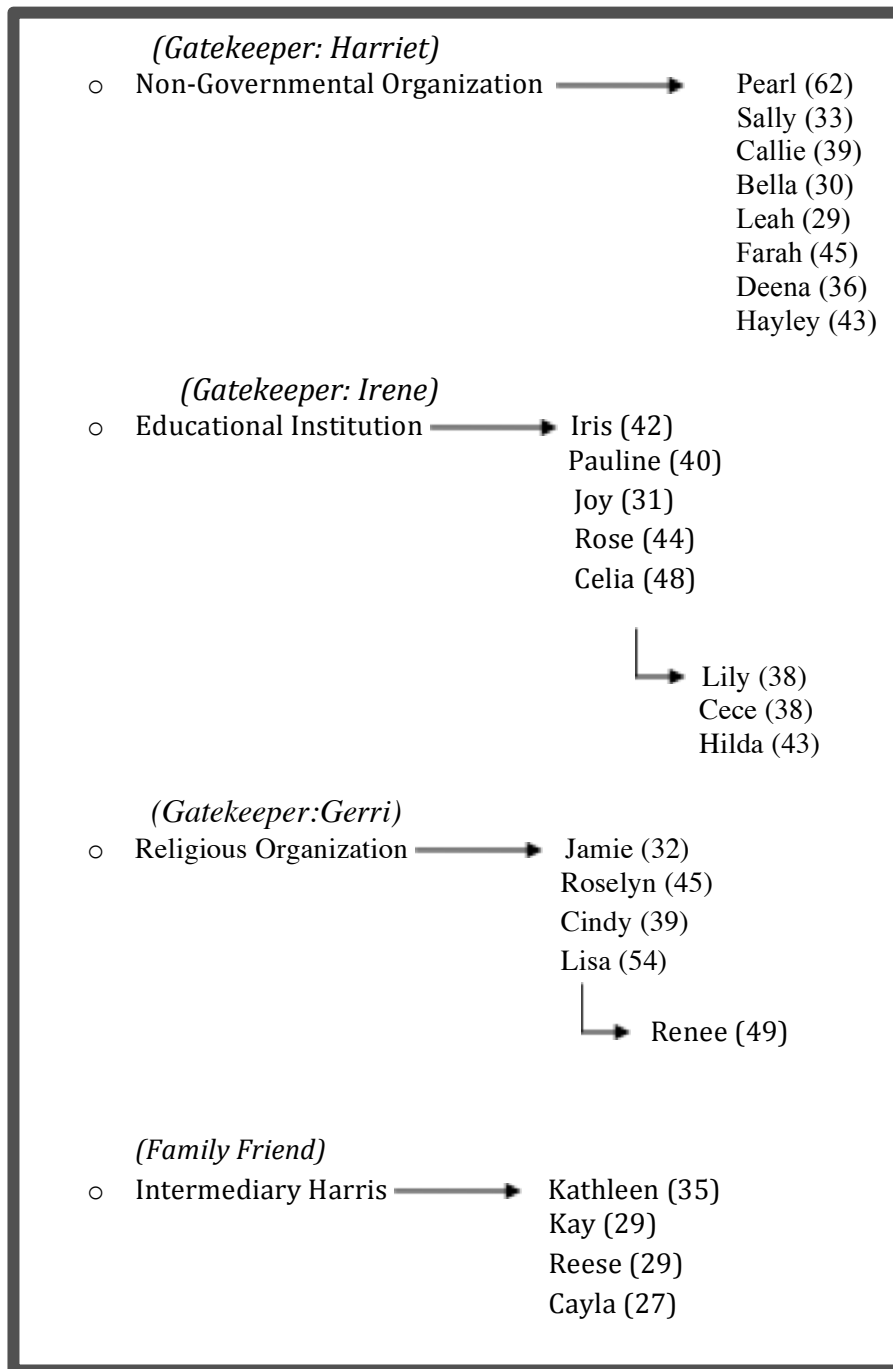 (Gatekeeper: Harriet)
o Non-Governmental Organization Pearl (62)
Sally (33)
Callie (39)
Bella (30)
Leah (29)
Farah (45)
Deena (36)
Hayley (43)
(Gatekeeper: Irene)
o Educational Institution Iris (42)
Pauline (40)
Joy (31)
Rose (44)
Celia (48)
Lily (38)
Cece (38)
Hilda (43)
(Gatekeeper:Gerri)
o Religious Organization Jamie (32)
Roselyn (45)
Cindy (39)
Lisa (54)
Renee (49)
(Family Friend)
o Intermediary Harris Kathleen (35)
Kay (29)
Reese (29)
Cayla (27)